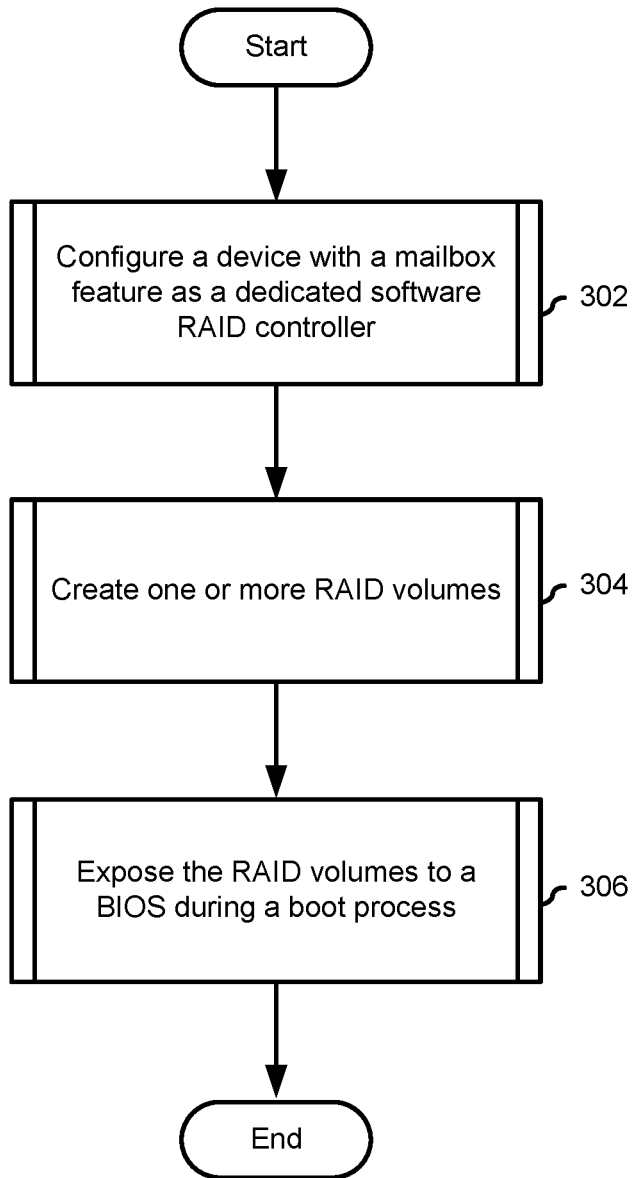 Start
Configure a device with a mailbox
feature as a dedicated software
RAID controller
302
Create one or more RAID volumes
304
Expose the RAID volumes to a
BIOS during a boot process
306
End